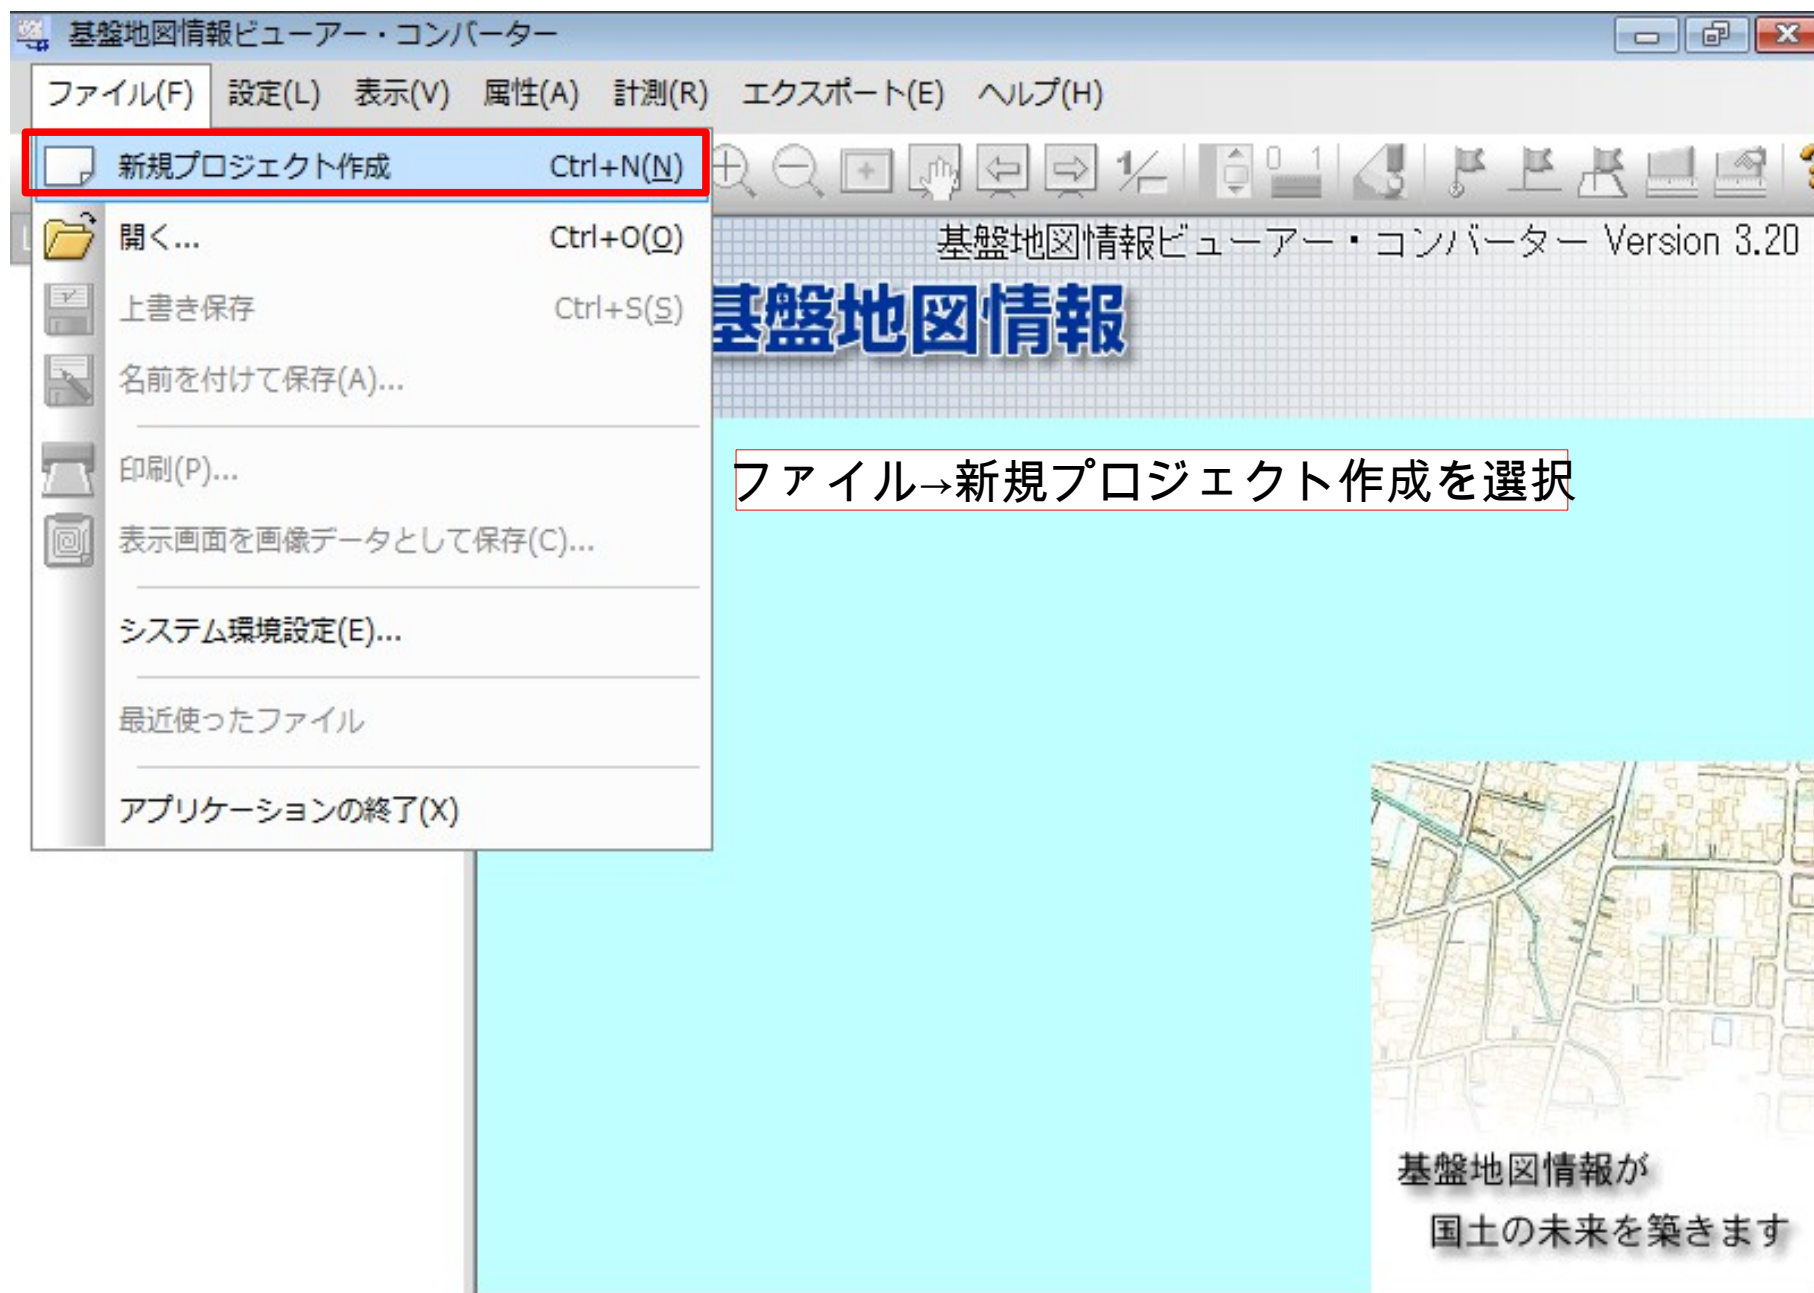 基盤地図情報ビューアー・コンバーター
ファイル(F) 設定(L) 表示(V) 属性(A) 計測(R) エクスポート(E) ヘルプ(H)
新規プロジェクト作成 Ctrl+N(N)
開く... Ctrl+O(O)
上書き保存 Ctrl+S(S)
名前を付けて保存(A)...
印刷(P)...
表示画面を画像データとして保存(C)...
システム環境設定(E)...
最近使ったファイル
アプリケーションの終了(X)
0 1
基盤地図情報ビューアー・コンバーター Version 3.20
基盤地図情報
ファイル→新規プロジェクト作成を選択
基盤地図情報が
国土の未来を築きます